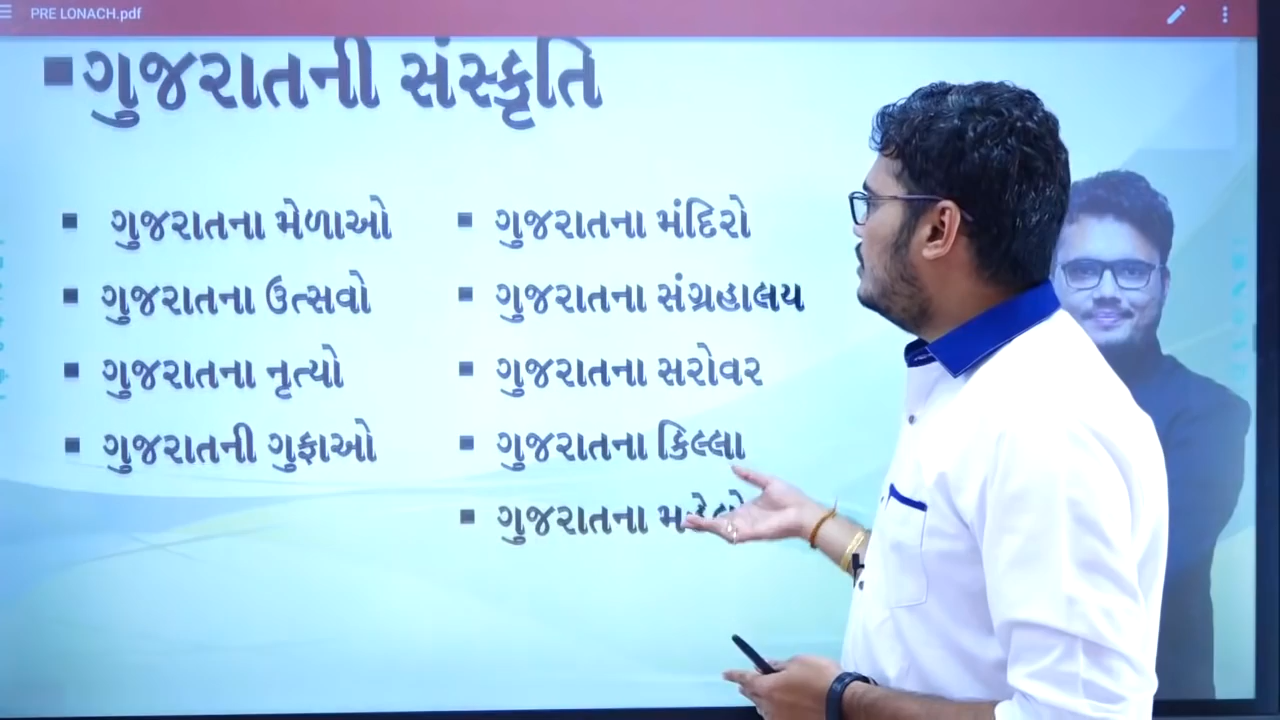 PRE LONACH.pdf
ગુજરાતની સંસ્કૃતિ
ગુજરાતના મેળાઓ
ગુજરાતના ઉત્સવો
ગુજરાતના નૃત્યો
ગુજરાતની ગુફાઓ
ગુજરાતના મંદિરો
ગુજરાતના સંગ્રહાલય
ગુજરાતના સરોવર
ગુજરાતના કિલ્લા
ગુજરાતના